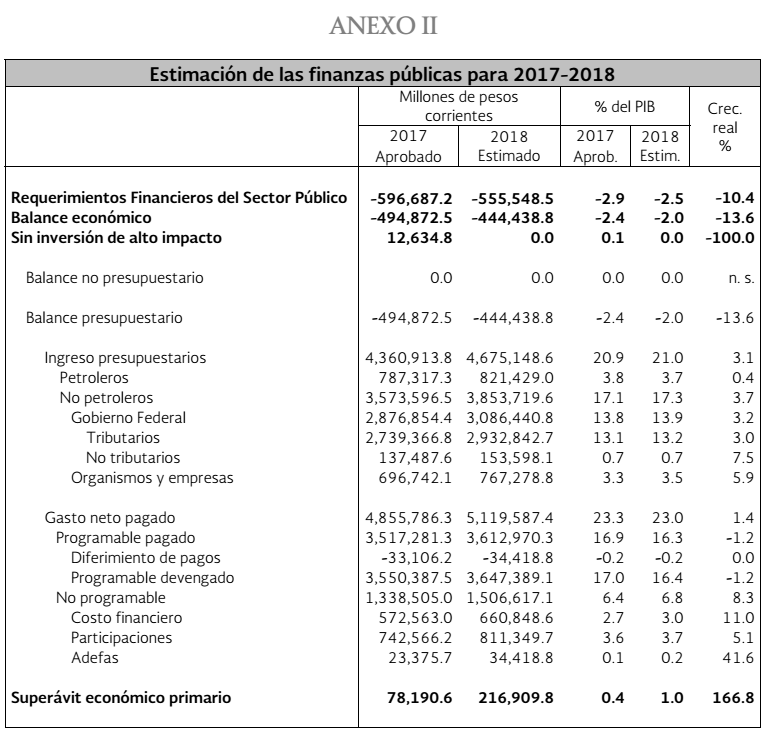 ANEXO II
Estimación de las finanzas públicas para 2017-2018
Millones de pesos corrientes % del PIB Crec. real %
2017 Aprobado 2018 Estimado 2017 Aprob. 2018 Estim.
Requerimientos Financieros del Sector Público -596,687.2 -555,548.5 -2.9 -2.5 -10.4
Balance económico -494,872.5 -444,438.8 -2.4 -2.0 -13.6
Sin inversión de alto impacto 12,634.8 0.0 0.1 0.0 -100.0
Balance no presupuestario 0.0 0.0 0.0 0.0 n. s.
Balance presupuestario -494,872.5 -444,438.8 -2.4 -2.0 -13.6
Ingreso presupuestarios 4,360,913.8 4,675,148.6 20.9 21.0 3.1
Petroleros 787,317.3 821,429.0 3.8 3.7 0.4
No petroleros 3,573,596.5 3,853,719.6 17.1 17.3 3.7
Gobierno Federal 2,876,854.4 3,086,440.8 13.8 13.9 3.2
Tributarios 2,739,366.8 2,932,842.7 13.1 13.2 3.0
No tributarios 137,487.6 153,598.1 0.7 0.7 7.5
Organismos y empresas 696,742.1 767,278.8 3.3 3.5 5.9
Gasto neto pagado 4,855,786.3 5,119,587.4 23.3 23.0 1.4
Programable pagado 3,517,281.3 3,612,970.3 16.9 16.3 -1.2
Diferimiento de pagos -33,106.2 -34,418.8 -0.2 -0.2 0.0
Programable devengado 3,550,387.5 3,647,389.1 17.0 16.4 -1.2
No programable 1,338,505.0 1,506,617.1 6.4 6.8 8.3
Costo financiero 572,563.0 660,848.6 2.7 3.0 11.0
Participaciones 742,566.2 811,349.7 3.6 3.7 5.1
Adefas 23,375.7 34,418.8 0.1 0.2 41.6
Superávit económico primario 78,190.6 216,909.8 0.4 1.0 166.8